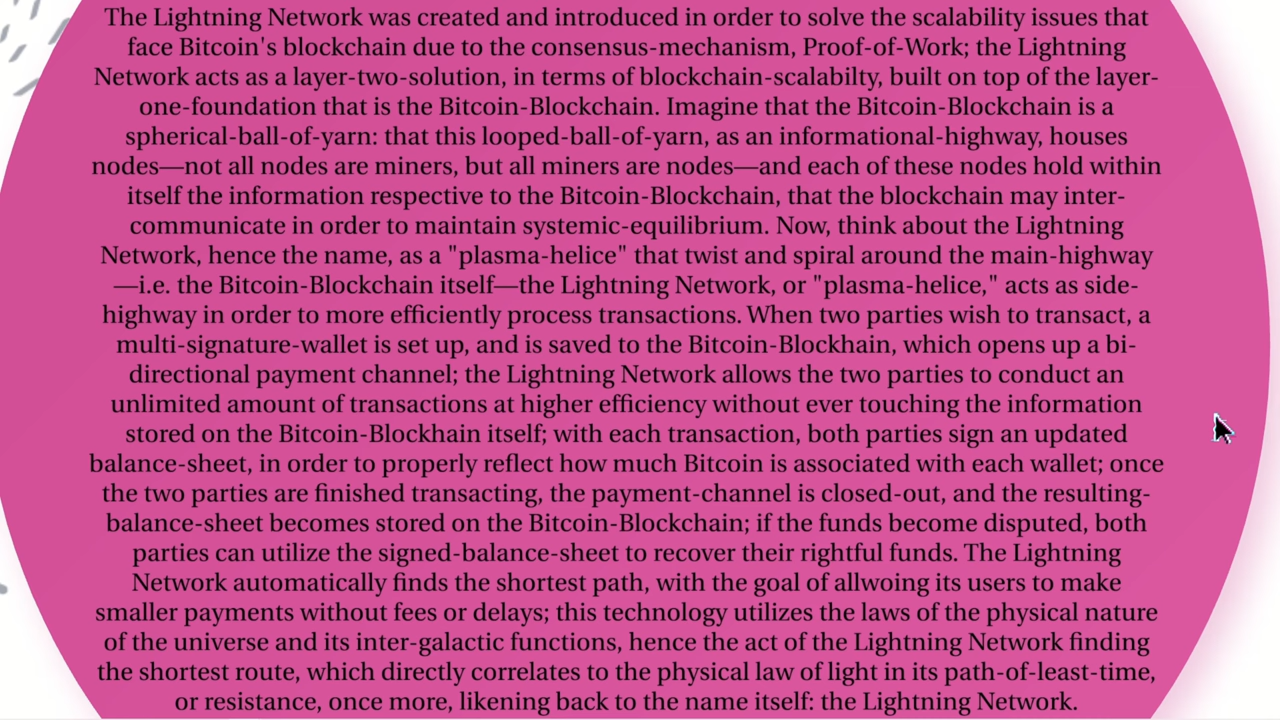 The Lightning Network was created and introduced in order to solve the scalability issues that
face Bitcoin's blockchain due to the consensus-mechanism, Proof-of-Work; the Lightning
Network acts as a layer-two-solution, in terms of blockchain-scalabilty, built on top of the layer-
one-foundation that is the Bitcoin-Blockchain. Imagine that the Bitcoin-Blockchain is a
spherical-ball-of-yarn: that this looped-ball-of-yarn, as an informational-highway, houses
nodes—not all nodes are miners, but all miners are nodes—and each of these nodes hold within
itself the information respective to the Bitcoin-Blockchain, that the blockchain may inter-
communicate in order to maintain systemic-equilibrium. Now, think about the Lightning
Network, hence the name, as a "plasma-helice" that twist and spiral around the main-highway
—i.e. the Bitcoin-Blockchain itself—the Lightning Network, or "plasma-helice," acts as side-
highway in order to more efficiently process transactions. When two parties wish to transact, a
multi-signature-wallet is set up, and is saved to the Bitcoin-Blockhain, which opens up a bi-
directional payment channel; the Lightning Network allows the two parties to conduct an
unlimited amount of transactions at higher efficiency without ever touching the information
stored on the Bitcoin-Blockhain itself; with each transaction, both parties sign an updated
balance-sheet, in order to properly reflect how much Bitcoin is associated with each wallet; once
the two parties are finished transacting, the payment-channel is closed-out, and the resulting-
balance-sheet becomes stored on the Bitcoin-Blockchain; if the funds become disputed, both
parties can utilize the signed-balance-sheet to recover their rightful funds. The Lightning
Network automatically finds the shortest path, with the goal of allwoing its users to make
smaller payments without fees or delays; this technology utilizes the laws of the physical nature
of the universe and its inter-galactic functions, hence the act of the Lightning Network finding
the shortest route, which directly correlates to the physical law of light in its path-of-least-time,
or resistance, once more, likening back to the name itself: the Lightning Network.